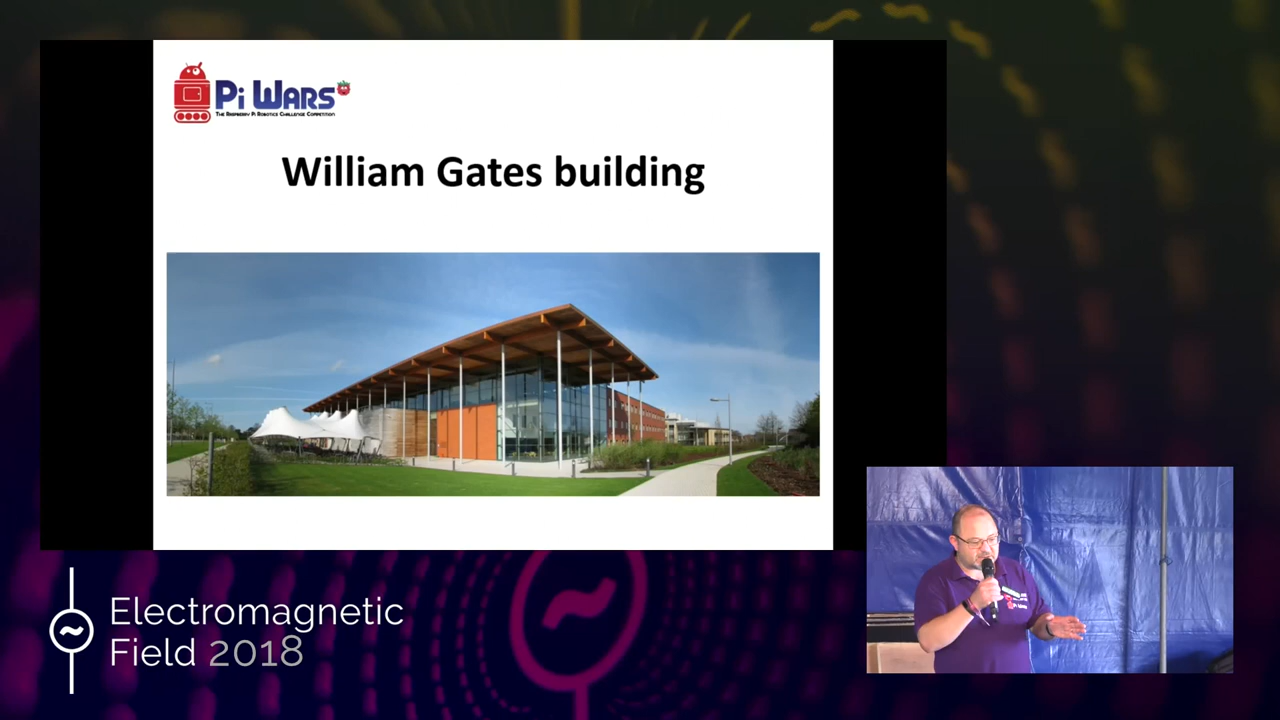 Pi Wars
The Raspberry Pi Robotics Challenge Competition
William Gates building
Electromagnetic
Field 2018